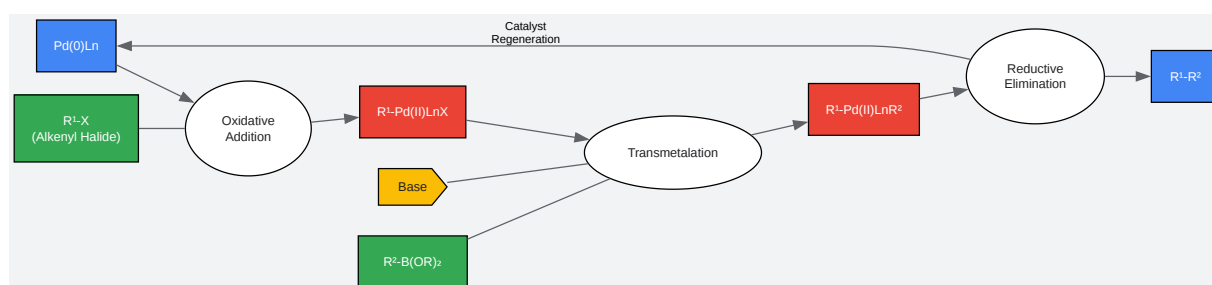 Catalyst
Regeneration
Pd(0)Ln
Reductive
Elimination
R¹-R²
R¹-X
(Alkenyl Halide)
Oxidative
Addition
R¹-Pd(II)LnX
R¹-Pd(II)LnR²
Transmetalation
Base
R²-B(OR)₂